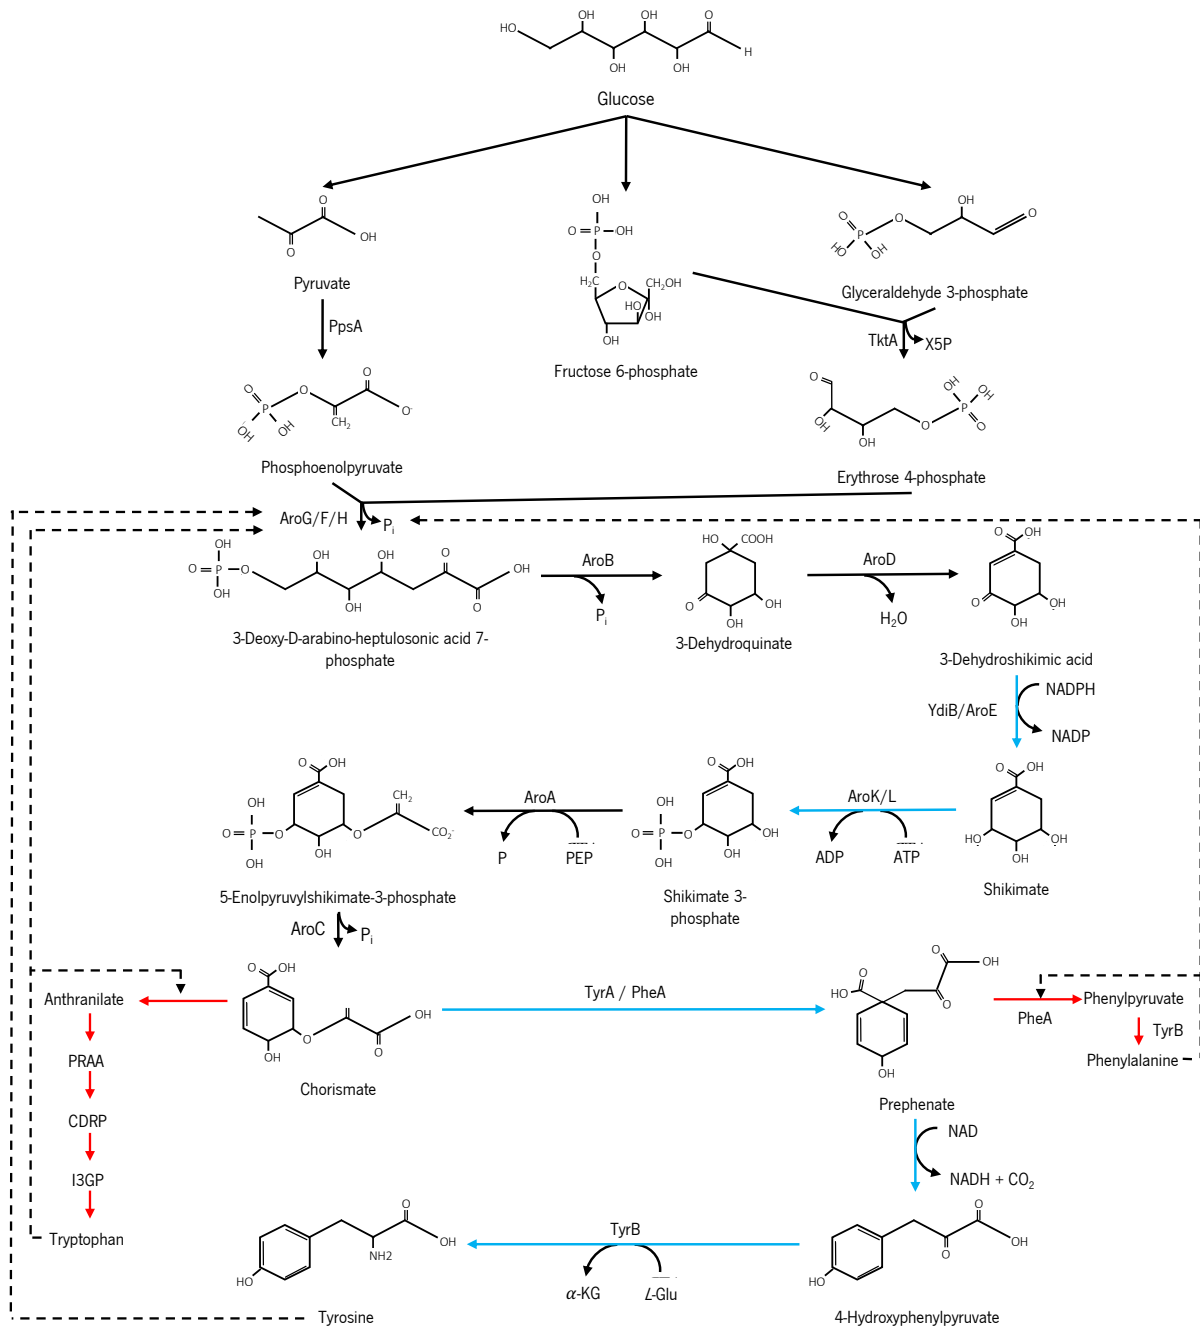 HO
OH
OH
O
H
OH
OH
Glucose
O
OH
O
Pyruvate
PpsA
OH
O=P-OH
O
H₂C
O
CH₂OH
HO
OH
OH
Fructose 6-phosphate
OH
O
O
O
P
HO
OH
Glyceraldehyde 3-phosphate
TktA
X5P
O
O
O
P
OH
OH
CH₂
O⁻
Phosphoenolpyruvate
O
OH
OH
O
P
OH
OH
O
Erythrose 4-phosphate
AroG/F/H
Pᵢ
OH
O=P-O
OH
OH
OH
OH
O
O
OH
3-Deoxy-D-arabino-heptulosonic acid 7-
phosphate
AroB
Pᵢ
HO
COOH
O
OH
OH
3-Dehydroquinate
AroD
H₂O
O
OH
O
OH
OH
3-Dehydroshikimic acid
YdiB/AroE
NADPH
NADP
O
OH
HO
OH
OH
Shikimate
AroK/L
ADP
ATP
O
OH
OH
O=P-O
OH
OH
OH
Shikimate 3-
phosphate
AroA
P
PEP
O
OH
OH
O=P-O
OH
OH
O
CH₂
CO₂⁻
5-Enolpyruvylshikimate-3-phosphate
AroC
Pᵢ
Anthranilate
PRAA
CDRP
I3GP
Tryptophan
O
OH
OH
O
O
OH
Chorismate
TyrA / PheA
O
HO
O
OH
O
OH
Prephenate
PheA
Phenylpyruvate
TyrB
Phenylalanine
NAD
NADH + CO₂
O
O
OH
HO
4-Hydroxyphenylpyruvate
TyrB
α-KG
L-Glu
O
OH
NH2
HO
Tyrosine